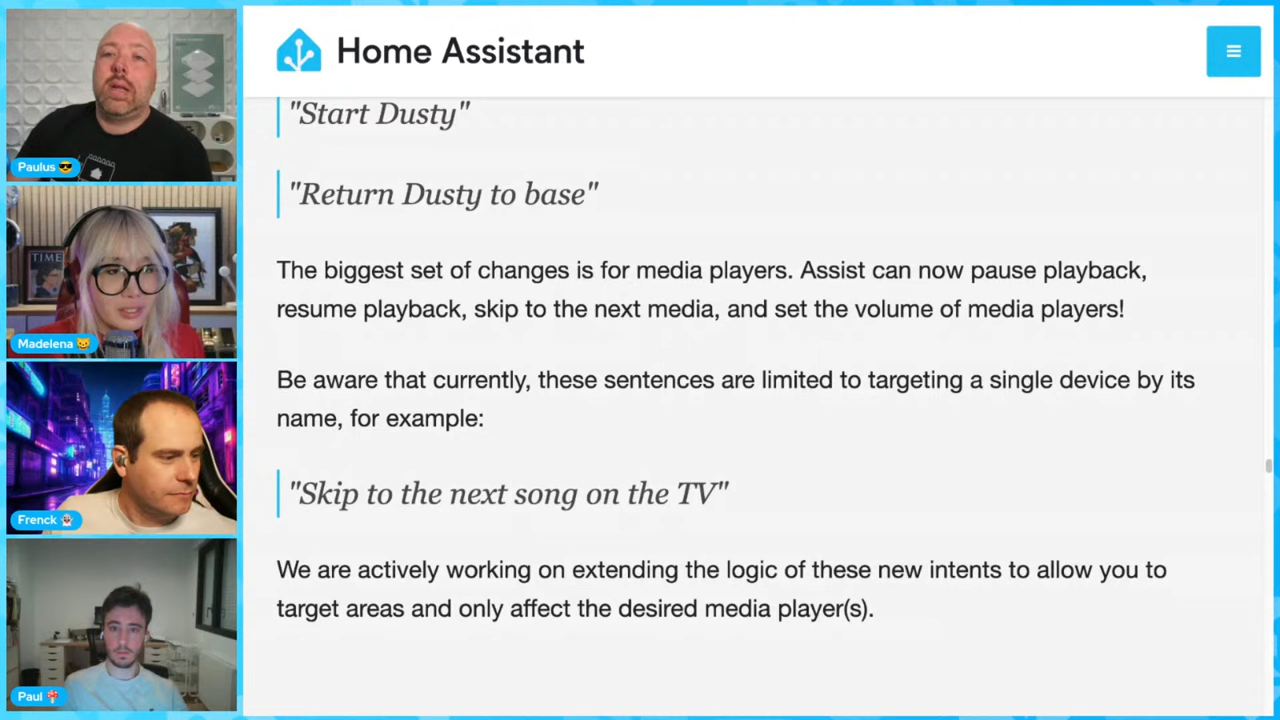 Home Assistant
"Start Dusty"
"Return Dusty to base"
The biggest set of changes is for media players. Assist can now pause playback,
resume playback, skip to the next media, and set the volume of media players!
Be aware that currently, these sentences are limited to targeting a single device by its
name, for example:
"Skip to the next song on the TV"
We are actively working on extending the logic of these new intents to allow you to
target areas and only affect the desired media player(s).
Paulus 😎
TIME
Madelena 😺
Frenck 👻
Paul 🍄